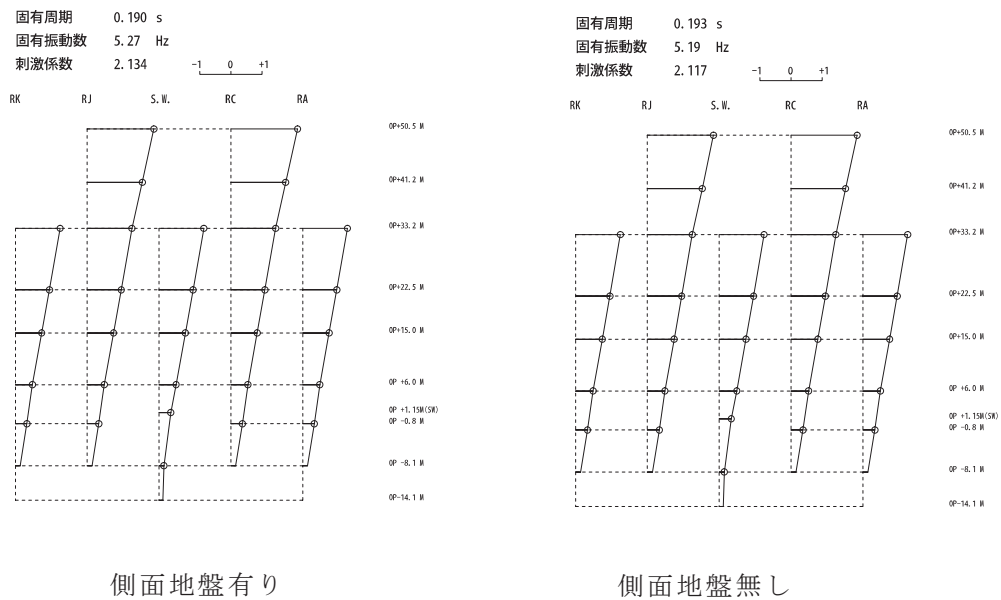 固有周期 0.190 s
固有振動数 5.27 Hz
刺激係数 2.134
-1 0 +1
RK RJ S.W. RC RA
OP+50.5 M
OP+41.2 M
OP+33.2 M
OP+22.5 M
OP+15.0 M
OP +6.0 M
OP +1.15M(SW)
OP -0.8 M
OP -8.1 M
OP-14.1 M
側面地盤有り
固有周期 0.193 s
固有振動数 5.19 Hz
刺激係数 2.117
-1 0 +1
RK RJ S.W. RC RA
OP+50.5 M
OP+41.2 M
OP+33.2 M
OP+22.5 M
OP+15.0 M
OP +6.0 M
OP +1.15M(SW)
OP -0.8 M
OP -8.1 M
OP-14.1 M
側面地盤無し